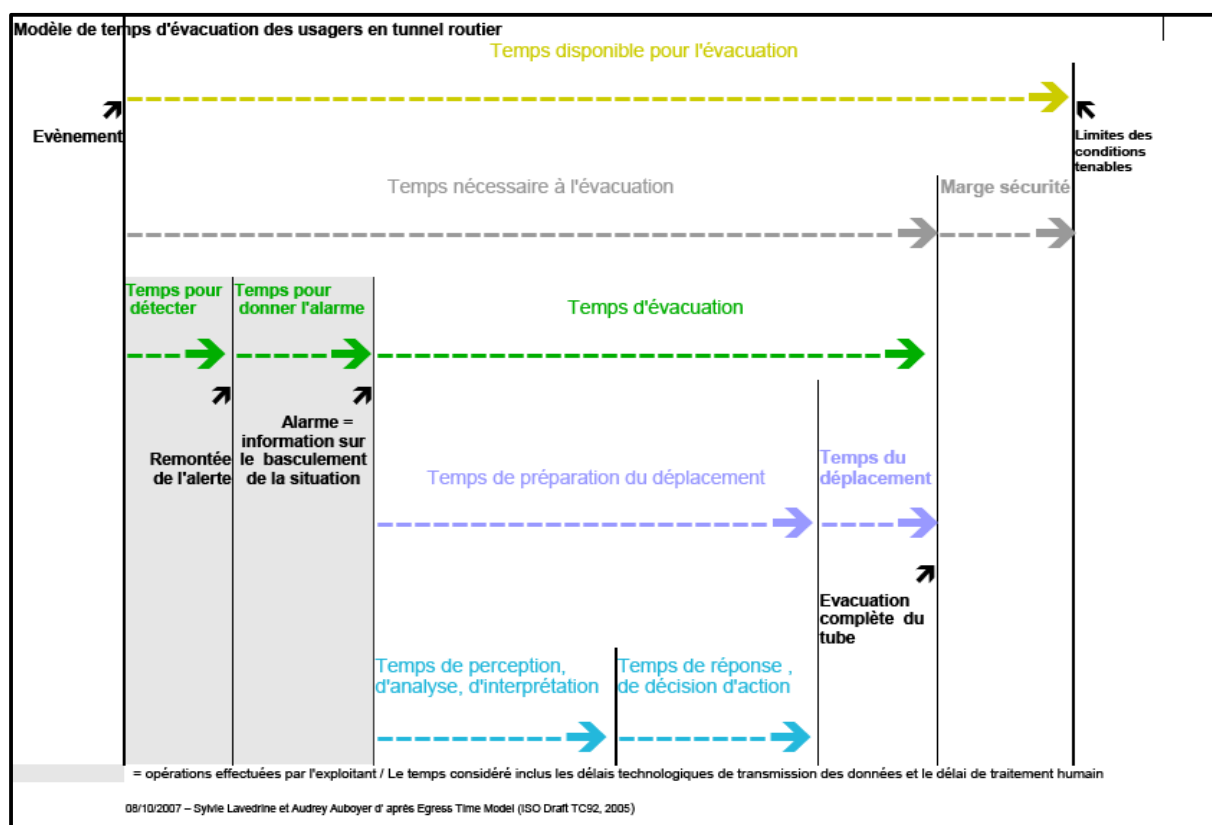 Modèle de temps d'évacuation des usagers en tunnel routier
Temps disponible pour l'évacuation
Evènement
Limites des
conditions
tenables
Temps nécessaire à l'évacuation
Marge sécurité
Temps pour
détecter
Temps pour
donner l'alarme
Temps d'évacuation
Remontée
de l'alerte
Alarme =
information sur
le basculement
de la situation
Temps de préparation du déplacement
Temps du
déplacement
Evacuation
complète du
tube
Temps de perception,
d'analyse, d'interprétation
Temps de réponse ,
de décision d'action
= opérations effectuées par l'exploitant / Le temps considéré inclus les délais technologiques de transmission des données et le délai de traitement humain
08/10/2007 – Sylvie Lavedrine et Audrey Auboyer d' après Egress Time Model (ISO Draft TC92, 2005)